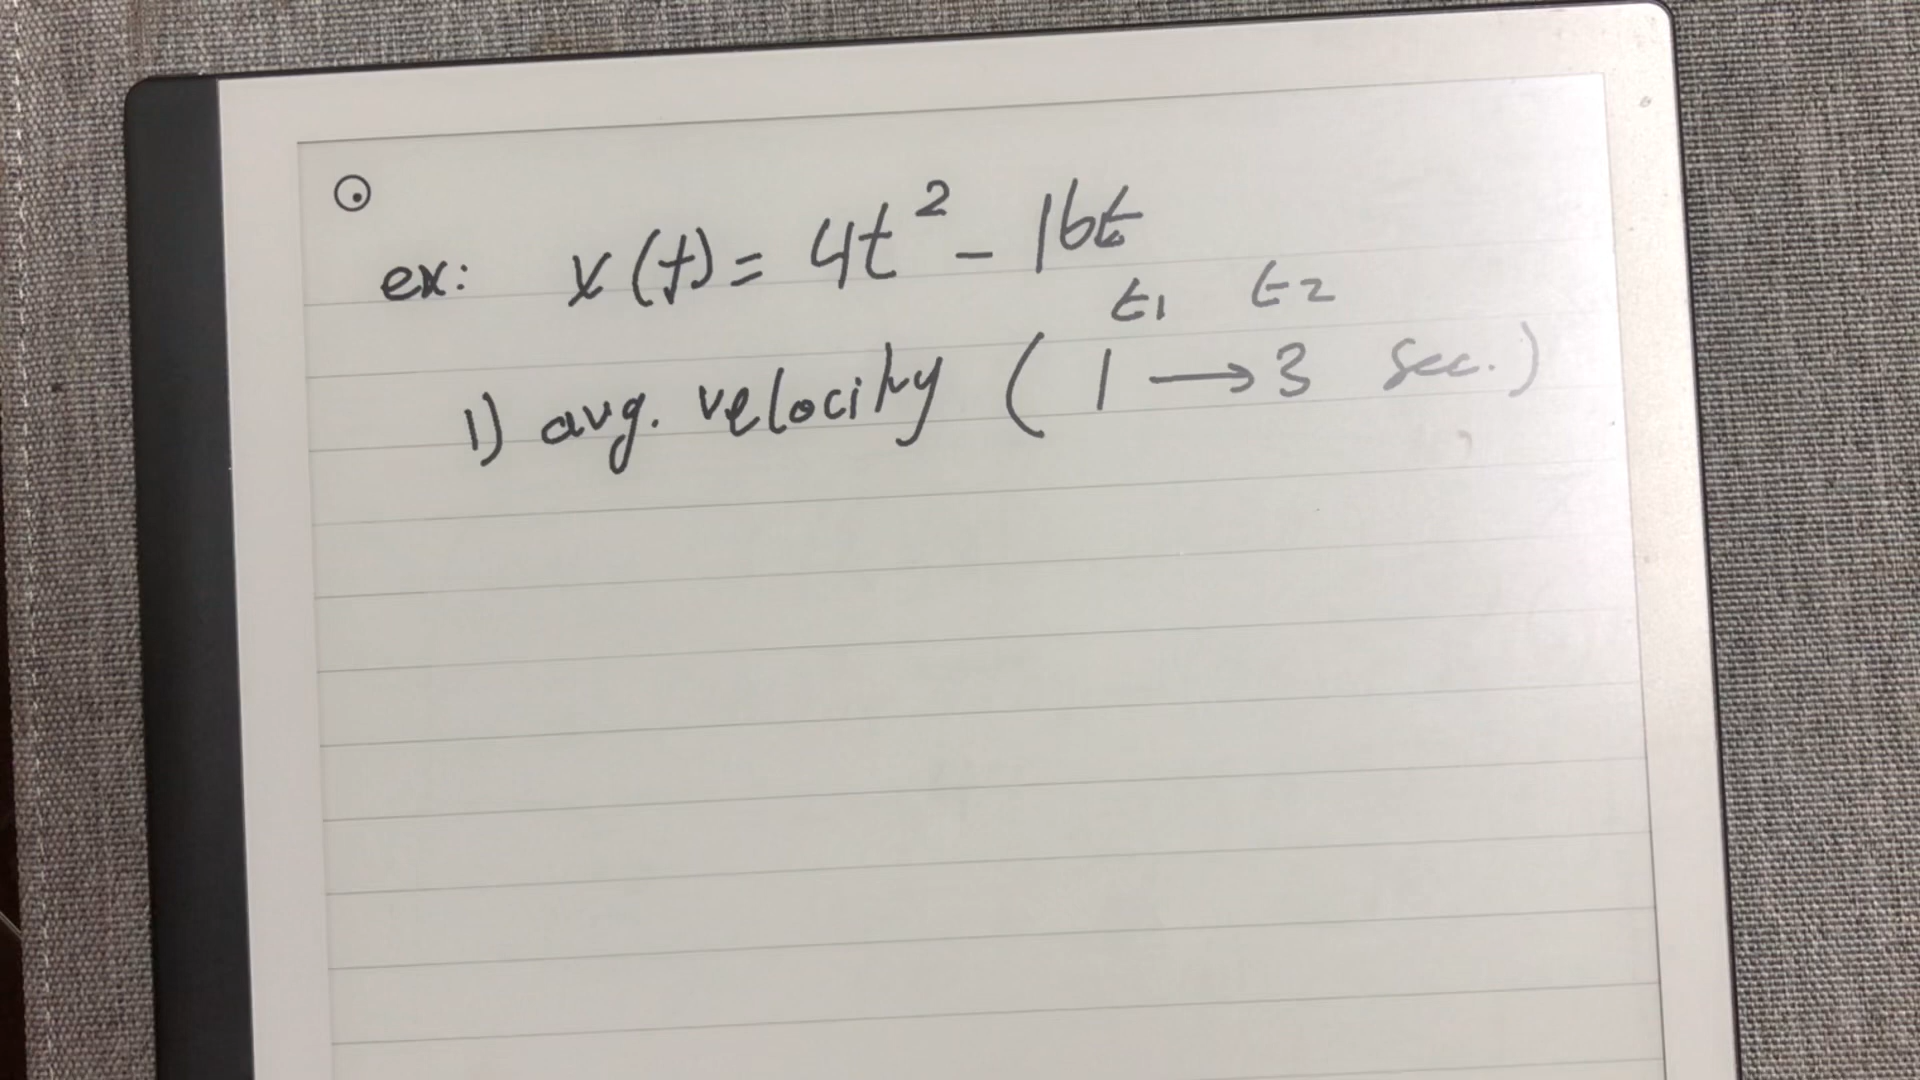 ex: x(t) = 4t² - 16t
t1 t2
1) avg. velocity ( 1 → 3 sec. )